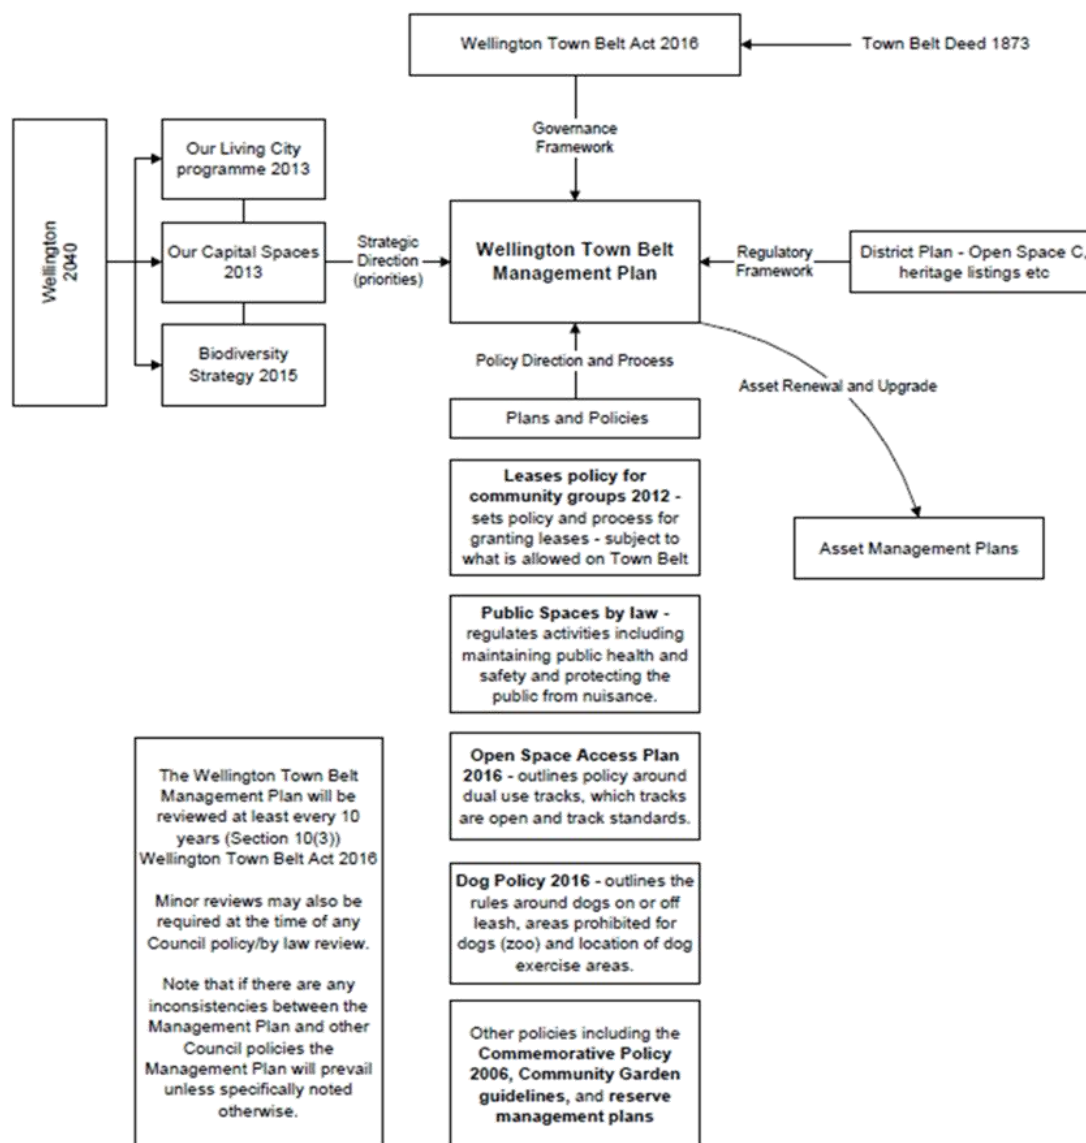 Wellington Town Belt Act 2016
Town Belt Deed 1873
Governance
Framework
Wellington
2040
Our Living City
programme 2013
Our Capital Spaces
2013
Biodiversity
Strategy 2015
Strategic
Direction
(priorities)
Wellington Town Belt
Management Plan
Regulatory
Framework
District Plan - Open Space C,
heritage listings etc
Policy Direction and Process
Asset Renewal and Upgrade
Plans and Policies
Asset Management Plans
Leases policy for
community groups 2012 -
sets policy and process for
granting leases - subject to
what is allowed on Town Belt
Public Spaces by law -
regulates activities including
maintaining public health and
safety and protecting the
public from nuisance.
Open Space Access Plan
2016 - outlines policy around
dual use tracks, which tracks
are open and track standards.
Dog Policy 2016 - outlines the
rules around dogs on or off
leash, areas prohibited for
dogs (zoo) and location of dog
exercise areas.
Other policies including the
Commemorative Policy
2006, Community Garden
guidelines, and reserve
management plans
The Wellington Town Belt
Management Plan will be
reviewed at least every 10
years (Section 10(3))
Wellington Town Belt Act 2016
Minor reviews may also be
required at the time of any
Council policy/by law review.
Note that if there are any
inconsistencies between the
Management Plan and other
Council policies the
Management Plan will prevail
unless specifically noted
otherwise.